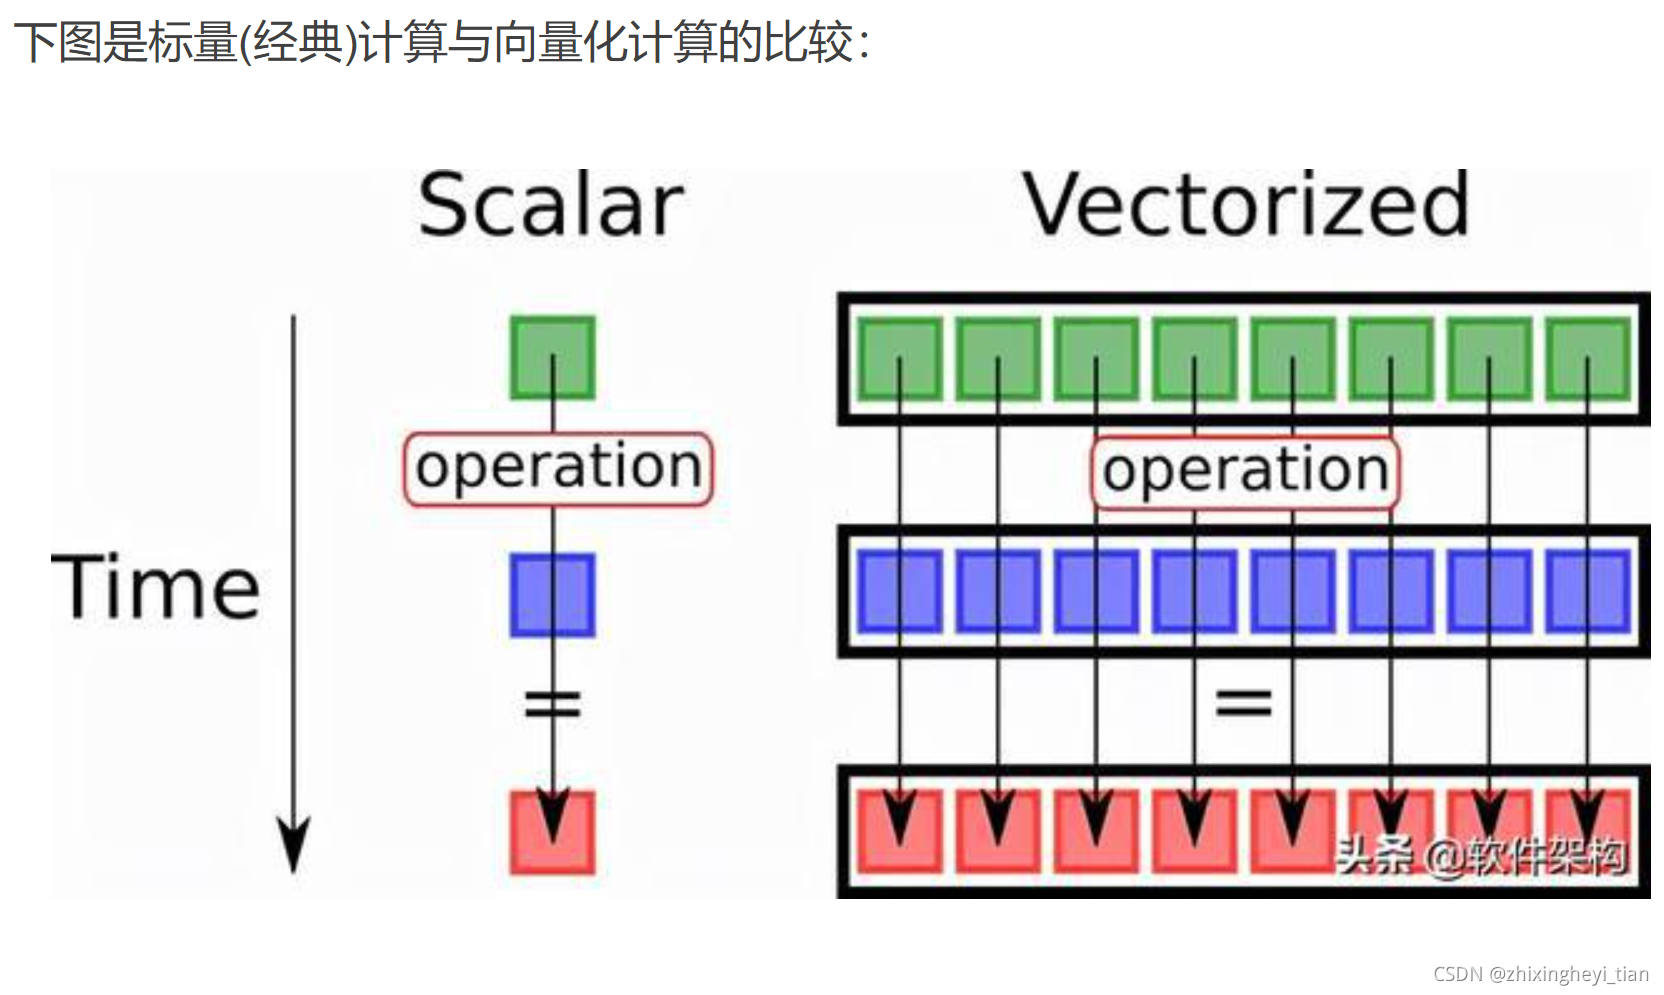 下图是标量(经典)计算与向量化计算的比较：
Scalar
Vectorized
operation
operation
Time
=
=
头条 @软件架构
CSDN @zhixingheyi_tian